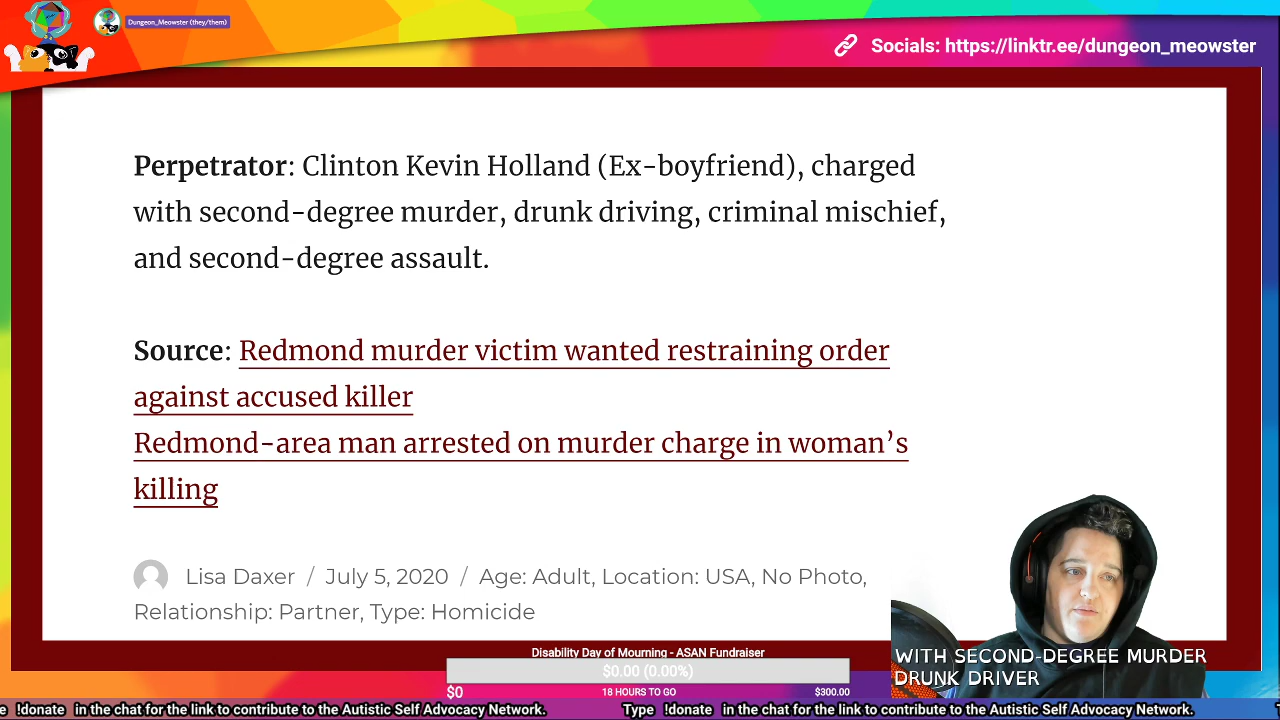 Dungeon_Meowster (they/them)
Socials: https://linktr.ee/dungeon_meowster
Perpetrator: Clinton Kevin Holland (Ex-boyfriend), charged
with second-degree murder, drunk driving, criminal mischief,
and second-degree assault.
Source: Redmond murder victim wanted restraining order
against accused killer
Redmond-area man arrested on murder charge in woman’s
killing
Lisa Daxer / July 5, 2020 / Age: Adult, Location: USA, No Photo,
Relationship: Partner, Type: Homicide
WITH SECOND-DEGREE MURDER
DRUNK DRIVER
Disability Day of Mourning - ASAN Fundraiser
$0.00 (0.00%)
$0 18 HOURS TO GO $300.00
e !donate in the chat for the link to contribute to the Autistic Self Advocacy Network. Type !donate in the chat for the link to contribute to the Autistic Self Advocacy Network.